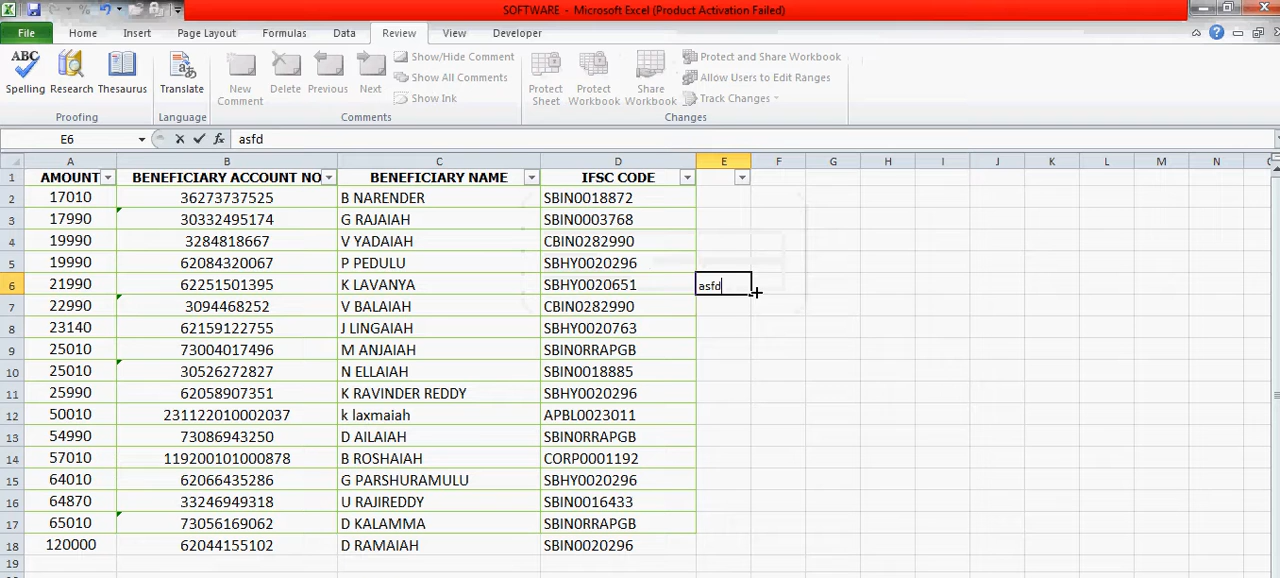 SOFTWARE - Microsoft Excel (Product Activation Failed)
File Home Insert Page Layout Formulas Data Review View Developer
ABC Spelling Research Thesaurus
Proofing
Translate
Language
New Comment Delete Previous Next
Show/Hide Comment
Show All Comments
Show Ink
Comments
Protect Sheet Protect Workbook Share Workbook
Protect and Share Workbook
Allow Users to Edit Ranges
Track Changes
Changes
E6 fx asfd
A B C D E F G H I J K L M N
1 AMOUNT BENEFICIARY ACCOUNT NO BENEFICIARY NAME IFSC CODE
2 17010 36273737525 B NARENDER SBIN0018872
3 17990 30332495174 G RAJAIAH SBIN0003768
4 19990 3284818667 V YADAIAH CBIN0282990
5 19990 62084320067 P PEDULU SBHY0020296
6 21990 62251501395 K LAVANYA SBHY0020651 asfd
7 22990 3094468252 V BALAIAH CBIN0282990
8 23140 62159122755 J LINGAIAH SBHY0020763
9 25010 73004017496 M ANJAIAH SBIN0RRAPGB
10 25010 30526272827 N ELLAIAH SBIN0018885
11 25990 62058907351 K RAVINDER REDDY SBHY0020296
12 50010 231122010002037 k laxmaiah APBL0023011
13 54990 73086943250 D AILAIAH SBIN0RRAPGB
14 57010 119200101000878 B ROSHAIAH CORP0001192
15 64010 62066435286 G PARSHURAMULU SBHY0020296
16 64870 33246949318 U RAJIREDDY SBIN0016433
17 65010 73056169062 D KALAMMA SBIN0RRAPGB
18 120000 62044155102 D RAMAIAH SBIN0020296
19